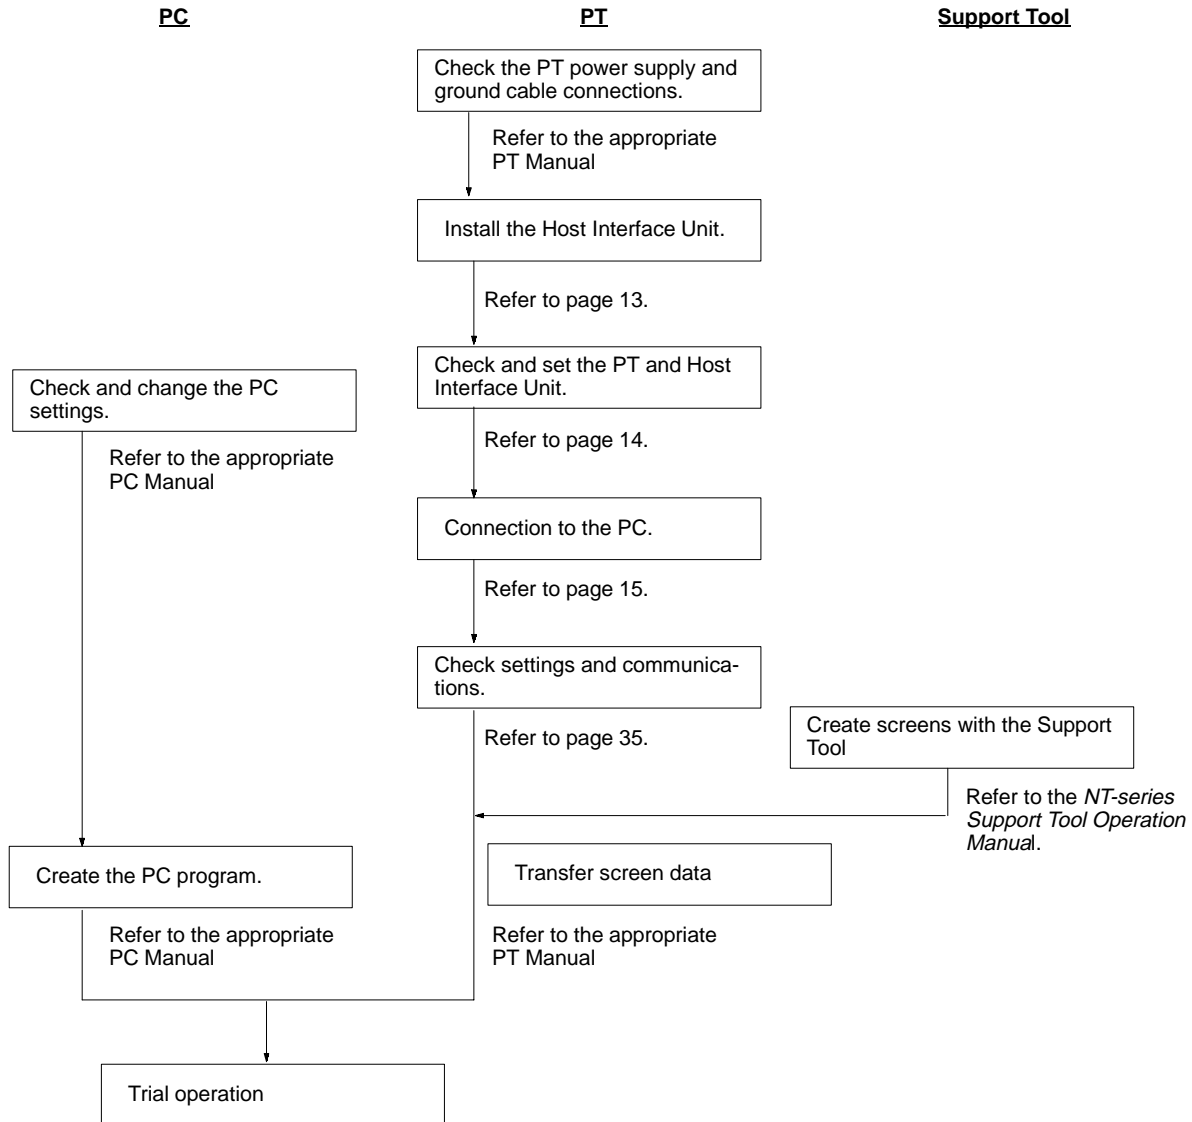 PC
PT
Support Tool
Check the PT power supply and
ground cable connections.
Refer to the appropriate
PT Manual
Install the Host Interface Unit.
Refer to page 13.
Check and set the PT and Host
Interface Unit.
Check and change the PC
settings.
Refer to page 14.
Refer to the appropriate
PC Manual
Connection to the PC.
Refer to page 15.
Check settings and communica-
tions.
Refer to page 35.
Create screens with the Support
Tool
Refer to the NT-series
Support Tool Operation
Manual.
Create the PC program.
Transfer screen data
Refer to the appropriate
PC Manual
Refer to the appropriate
PT Manual
Trial operation